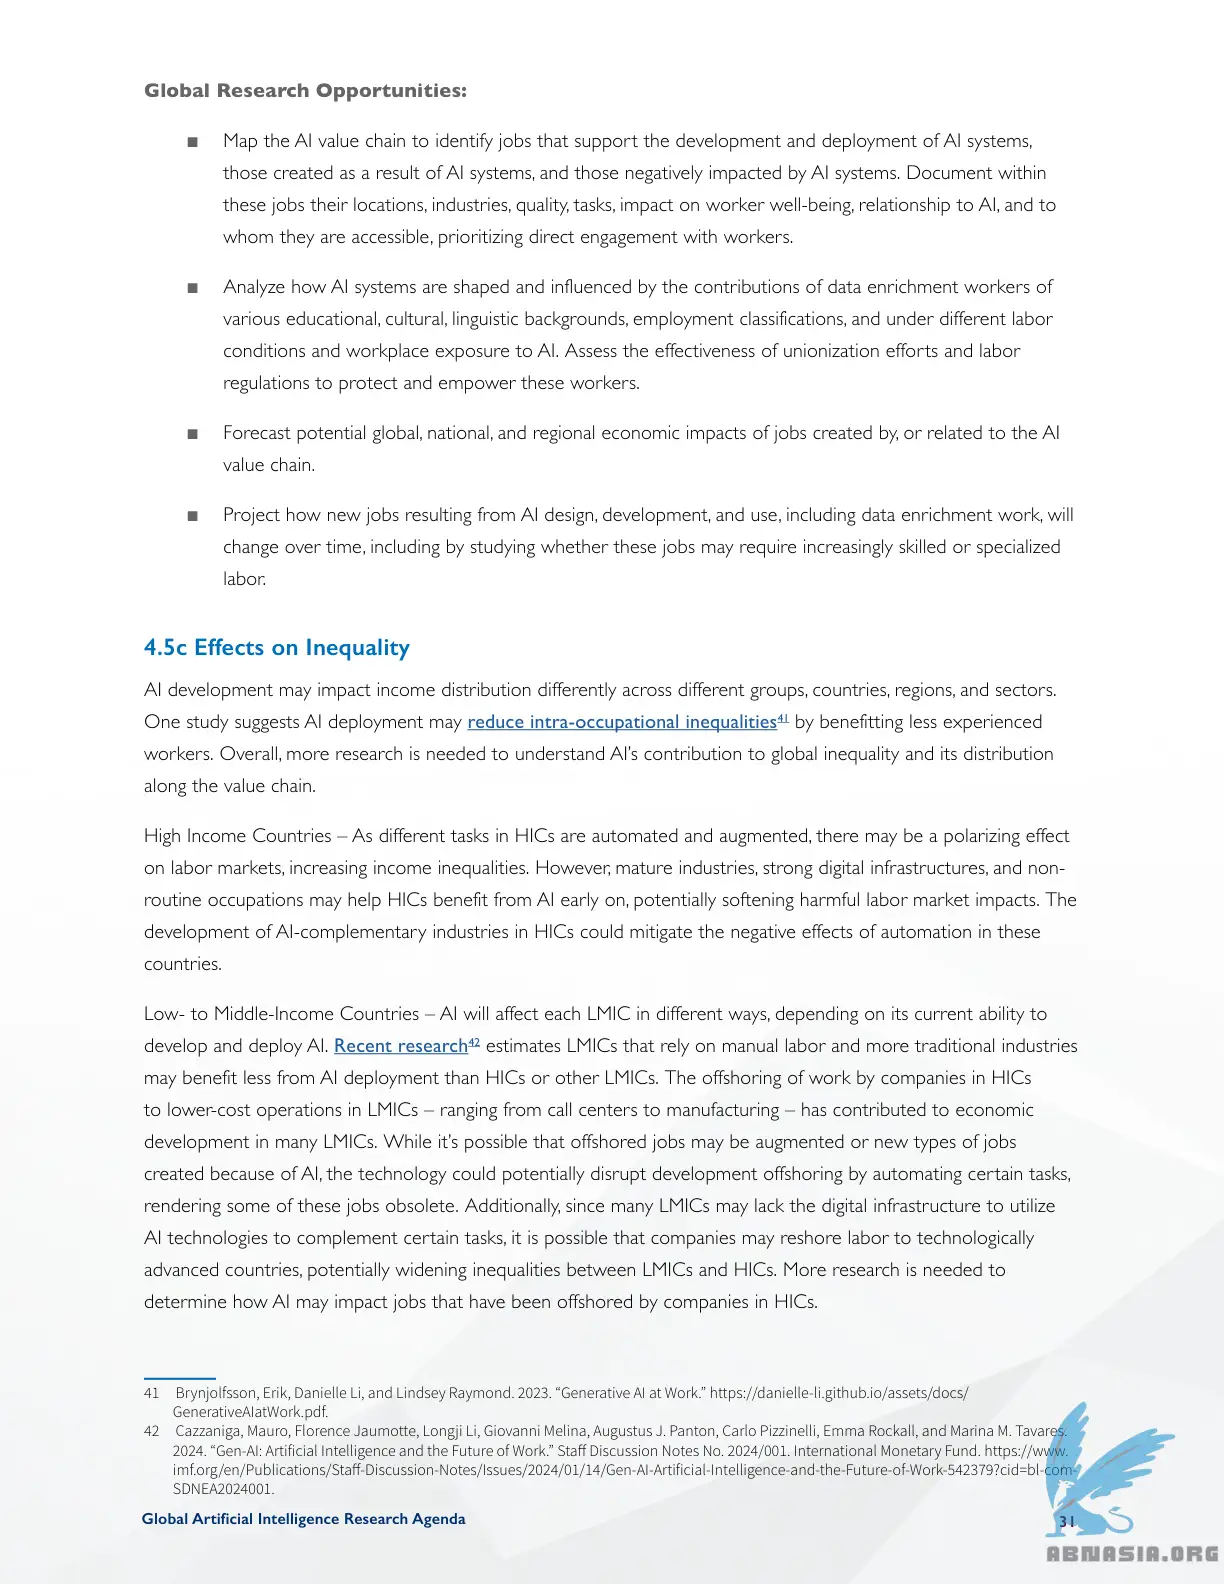 Global Research Opportunities:
■ Map the AI value chain to identify jobs that support the development and deployment of AI systems,
those created as a result of AI systems, and those negatively impacted by AI systems. Document within
these jobs their locations, industries, quality, tasks, impact on worker well-being, relationship to AI, and to
whom they are accessible, prioritizing direct engagement with workers.
■ Analyze how AI systems are shaped and influenced by the contributions of data enrichment workers of
various educational, cultural, linguistic backgrounds, employment classifications, and under different labor
conditions and workplace exposure to AI. Assess the effectiveness of unionization efforts and labor
regulations to protect and empower these workers.
■ Forecast potential global, national, and regional economic impacts of jobs created by, or related to the AI
value chain.
■ Project how new jobs resulting from AI design, development, and use, including data enrichment work, will
change over time, including by studying whether these jobs may require increasingly skilled or specialized
labor.
4.5c Effects on Inequality
AI development may impact income distribution differently across different groups, countries, regions, and sectors.
One study suggests AI deployment may reduce intra-occupational inequalities41 by benefitting less experienced
workers. Overall, more research is needed to understand AI's contribution to global inequality and its distribution
along the value chain.
High Income Countries – As different tasks in HICs are automated and augmented, there may be a polarizing effect
on labor markets, increasing income inequalities. However, mature industries, strong digital infrastructures, and non-
routine occupations may help HICs benefit from AI early on, potentially softening harmful labor market impacts. The
development of AI-complementary industries in HICs could mitigate the negative effects of automation in these
countries.
Low- to Middle-Income Countries – AI will affect each LMIC in different ways, depending on its current ability to
develop and deploy AI. Recent research42 estimates LMICs that rely on manual labor and more traditional industries
may benefit less from AI deployment than HICs or other LMICs. The offshoring of work by companies in HICs
to lower-cost operations in LMICs – ranging from call centers to manufacturing – has contributed to economic
development in many LMICs. While it's possible that offshored jobs may be augmented or new types of jobs
created because of AI, the technology could potentially disrupt development offshoring by automating certain tasks,
rendering some of these jobs obsolete. Additionally, since many LMICs may lack the digital infrastructure to utilize
AI technologies to complement certain tasks, it is possible that companies may reshore labor to technologically
advanced countries, potentially widening inequalities between LMICs and HICs. More research is needed to
determine how AI may impact jobs that have been offshored by companies in HICs.
41 Brynjolfsson, Erik, Danielle Li, and Lindsey Raymond. 2023. “Generative AI at Work.” https://danielle-li.github.io/assets/docs/
GenerativeAIatWork.pdf.
42 Cazzaniga, Mauro, Florence Jaumotte, Longji Li, Giovanni Melina, Augustus J. Panton, Carlo Pizzinelli, Emma Rockall, and Marina M. Tavares.
2024. “Gen-AI: Artificial Intelligence and the Future of Work.” Staff Discussion Notes No. 2024/001. International Monetary Fund. https://www.
imf.org/en/Publications/Staff-Discussion-Notes/Issues/2024/01/14/Gen-AI-Artificial-Intelligence-and-the-Future-of-Work-542379?cid=bl-com-
SDNEA2024001.
Global Artificial Intelligence Research Agenda 31
ABNASIA.ORG